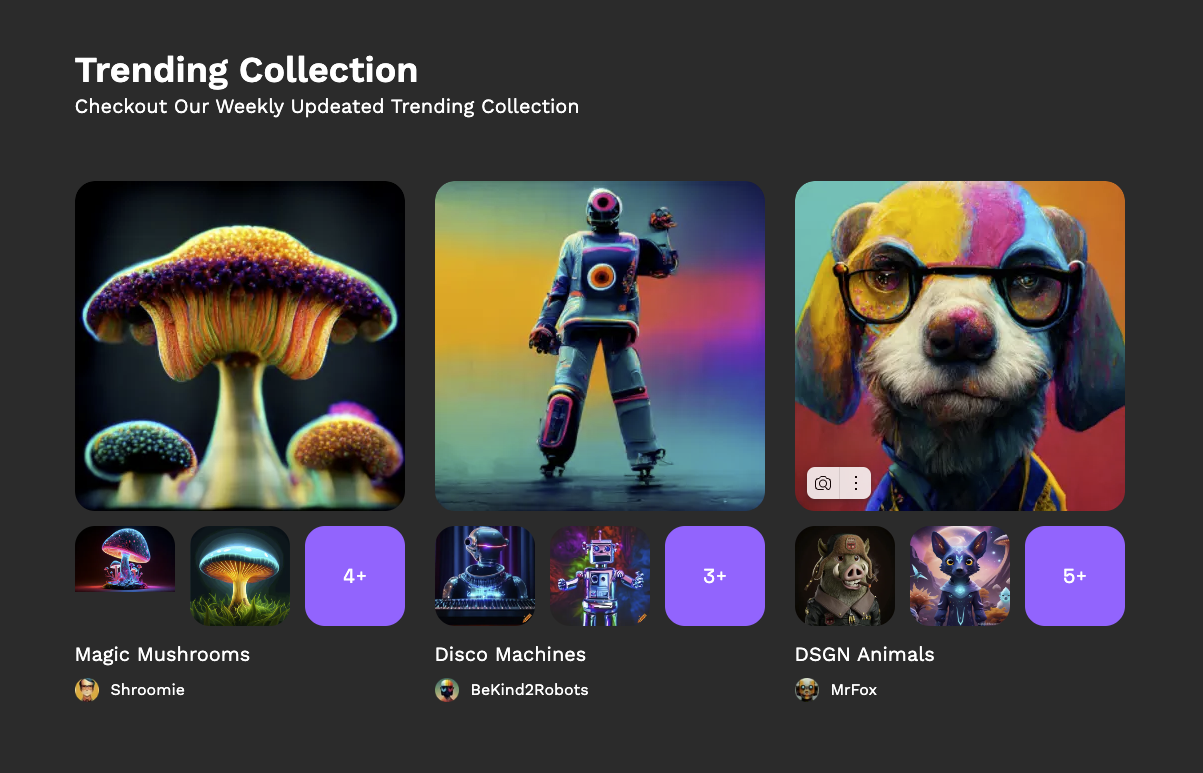 Trending Collection
Checkout Our Weekly Updeated Trending Collection
4+
3+
5+
Magic Mushrooms
Disco Machines
DSGN Animals
Shroomie
BeKind2Robots
MrFox